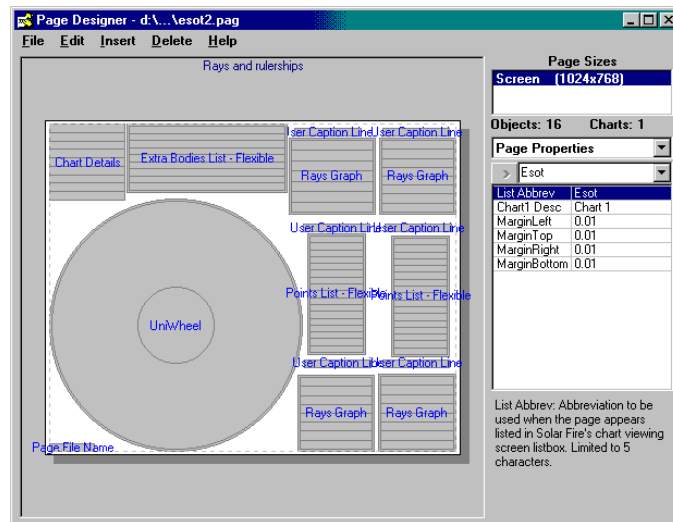 Page Designer - d:\...\esot2.pag
File Edit Insert Delete Help
Rays and rulerships
Page Sizes
Screen (1024x768)
Objects: 16 Charts: 1
Page Properties
Esot
List Abbrev Esot
Chart1 Desc Chart 1
MarginLeft 0.01
MarginTop 0.01
MarginRight 0.01
MarginBottom 0.01
List Abbrev: Abbreviation to be
used when the page appears
listed in Solar Fire's chart viewing
screen listbox. Limited to 5
characters.
User Caption Line User Caption Line
Chart Details Extra Bodies List - Flexible
Rays Graph Rays Graph
User Caption Line User Caption Line
Points List - Flexible Points List - Flexible
UniWheel
User Caption Line User Caption Line
Rays Graph Rays Graph
Page File Name